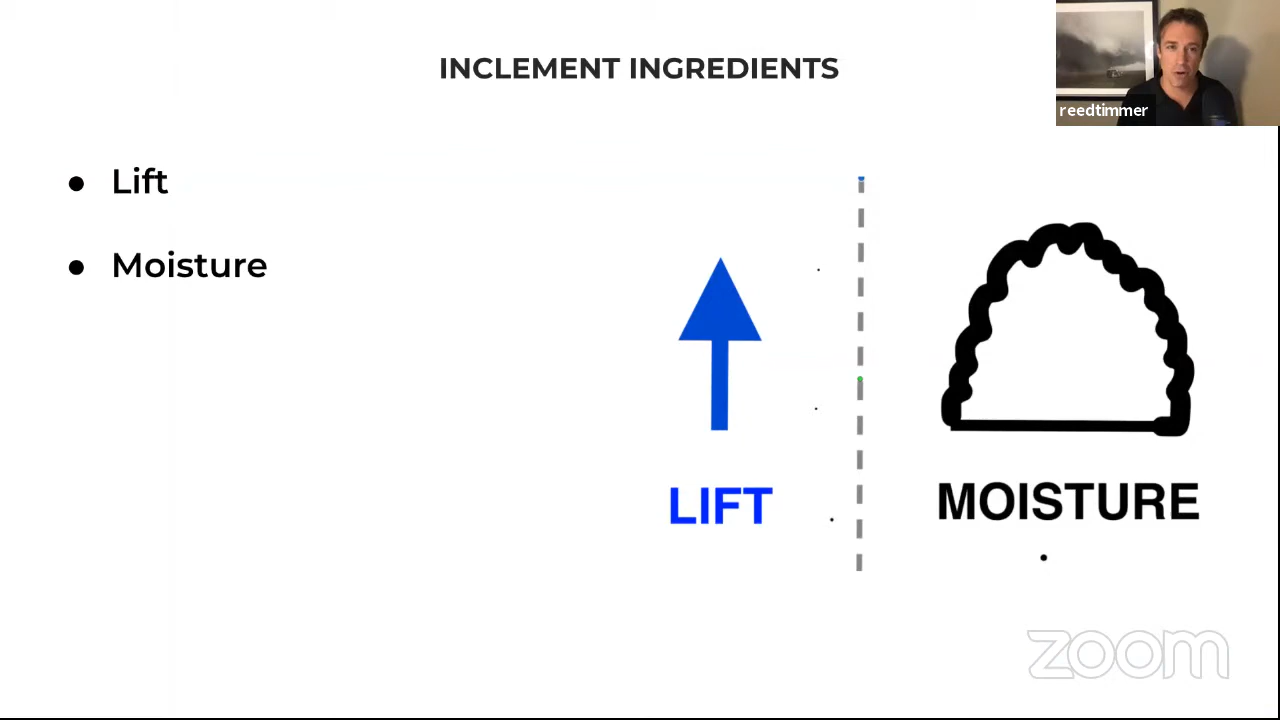 INCLEMENT INGREDIENTS
reedtimmer
● Lift
● Moisture
LIFT
MOISTURE
zoom